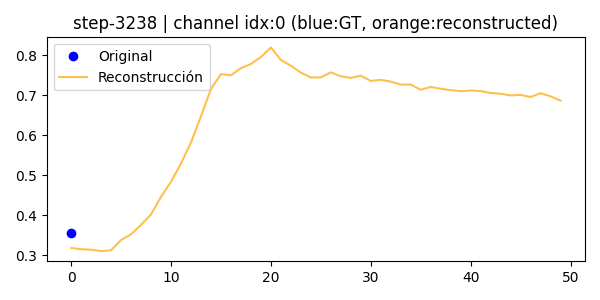 step-3238 | channel idx:0 (blue:GT, orange:reconstructed)
Original
Reconstrucción
0.8
0.7
0.6
0.5
0.4
0.3
0 10 20 30 40 50